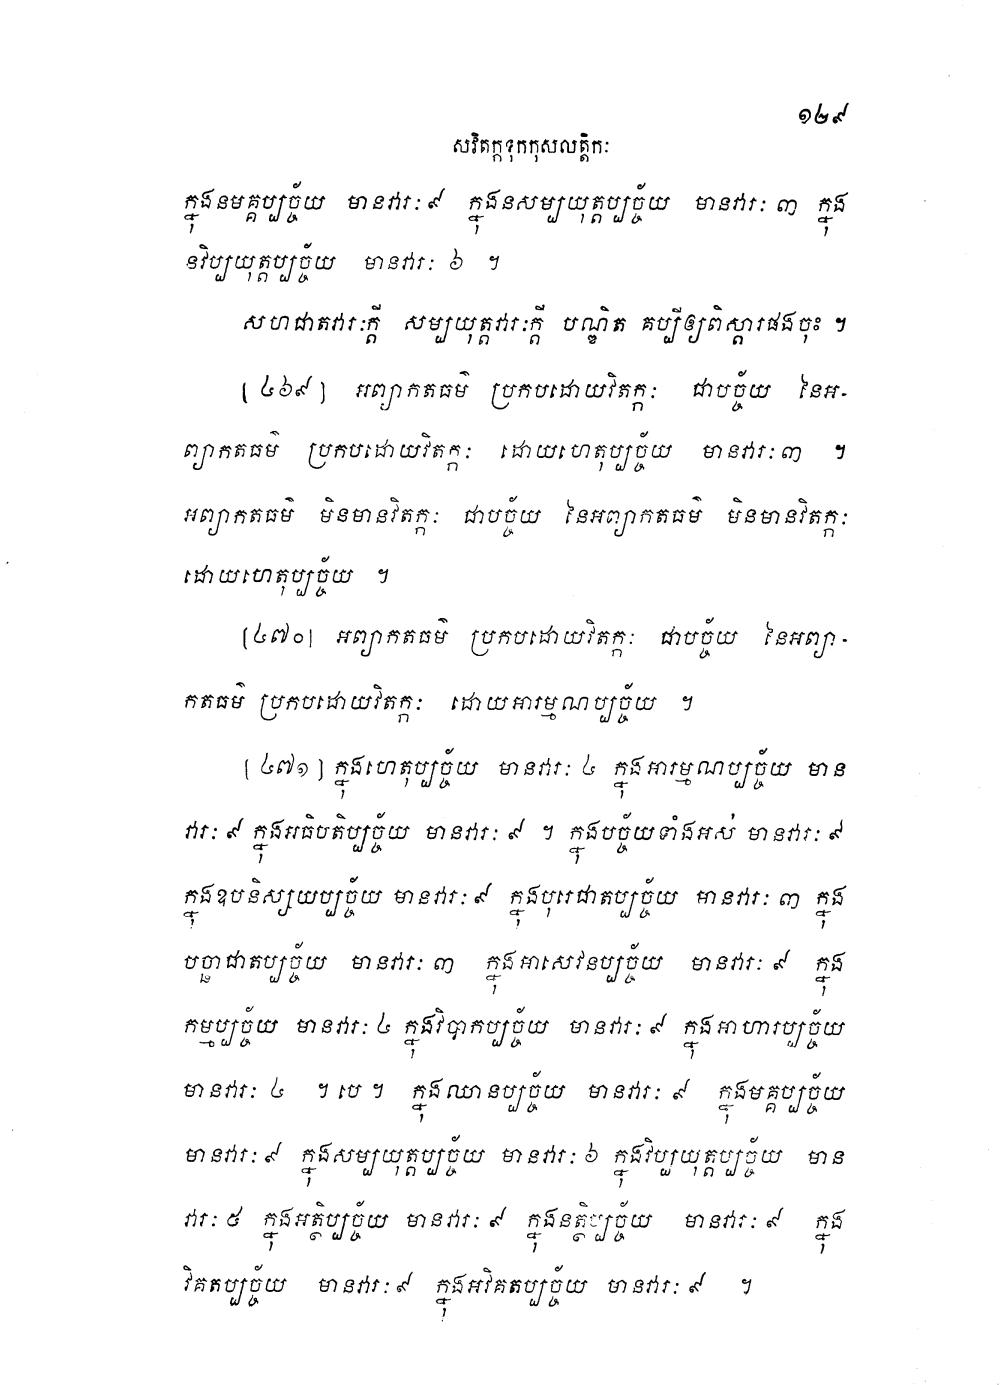 ១២៩
សវិតក្កទុកកុសលត្តិកៈ
ក្នុងនមគ្គប្បច្ច័យ មានវារៈ ៩ ក្នុងនសម្បយុត្តប្បច្ច័យ មានវារៈ ៣ ក្នុង
នវិប្បយុត្តប្បច្ច័យ មានវារៈ ៦ ។
សហជាតវារៈក្តី សម្បយុត្តវារៈក្តី បណ្ឌិត គប្បីឲ្យពិស្តារផងចុះ ។
[៤៦៩] អព្យាកតធម៌ ប្រកបដោយវិតក្កៈ ជាបច្ច័យ នៃអ-
ព្យាកតធម៌ ប្រកបដោយវិតក្កៈ ដោយហេតុប្បច្ច័យ មានវារៈ ៣ ។
អព្យាកតធម៌ មិនមានវិតក្កៈ ជាបច្ច័យ នៃអព្យាកតធម៌ មិនមានវិតក្កៈ
ដោយហេតុប្បច្ច័យ ។
[៤៧០] អព្យាកតធម៌ ប្រកបដោយវិតក្កៈ ជាបច្ច័យ នៃអព្យា-
កតធម៌ ប្រកបដោយវិតក្កៈ ដោយអារម្មណប្បច្ច័យ ។
[៤៧១] ក្នុងហេតុប្បច្ច័យ មានវារៈ ៤ ក្នុងអារម្មណប្បច្ច័យ មាន
វារៈ ៩ ក្នុងអធិបតិប្បច្ច័យ មានវារៈ ៩ ។ ក្នុងបច្ច័យទាំងអស់ មានវារៈ ៩
ក្នុងឧបនិស្សយប្បច្ច័យ មានវារៈ ៩ ក្នុងបុរេជាតប្បច្ច័យ មានវារៈ ៣ ក្នុង
បច្ឆាជាតប្បច្ច័យ មានវារៈ ៣ ក្នុងអាសេវនប្បច្ច័យ មានវារៈ ៩ ក្នុង
កម្មប្បច្ច័យ មានវារៈ ៤ ក្នុងវិបាកប្បច្ច័យ មានវារៈ ៩ ក្នុងអាហារប្បច្ច័យ
មានវារៈ ៤ ។ បេ ។ ក្នុងឈានប្បច្ច័យ មានវារៈ ៩ ក្នុងមគ្គប្បច្ច័យ
មានវារៈ ៩ ក្នុងសម្បយុត្តប្បច្ច័យ មានវារៈ ៦ ក្នុងវិប្បយុត្តប្បច្ច័យ មាន
វារៈ ៥ ក្នុងអត្ថិប្បច្ច័យ មានវារៈ ៩ ក្នុងនត្ថិប្បច្ច័យ មានវារៈ ៩ ក្នុង
វិគតប្បច្ច័យ មានវារៈ ៩ ក្នុងអវិគតប្បច្ច័យ មានវារៈ ៩ ។